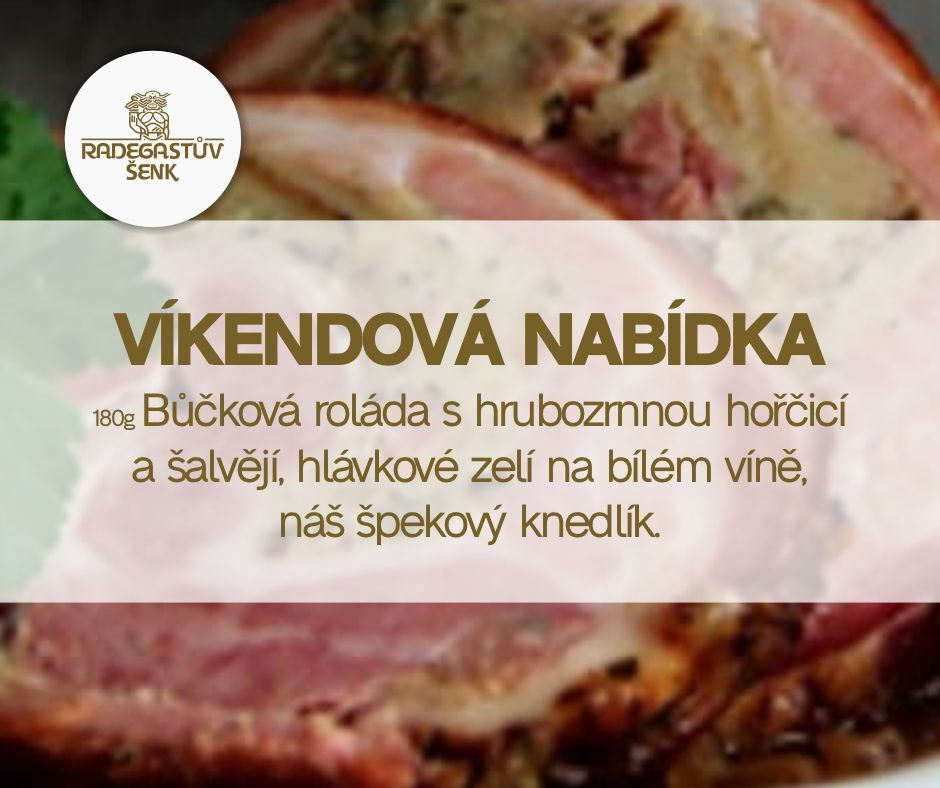 RADEGASTŮV
ŠENK
VÍKENDOVÁ NABÍDKA
180g Bůčková roláda s hrubozrnnou hořčicí
a šalvějí, hlávkové zelí na bílém víně,
náš špekový knedlík.